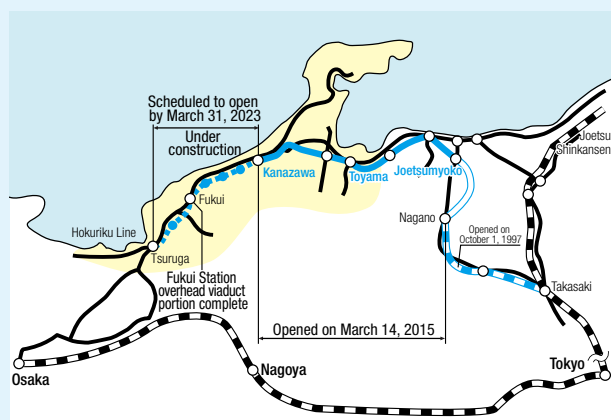 Scheduled to open
by March 31, 2023
Under
construction
Joetsu
Shinkansen
Kanazawa
Toyama
Joetsumyoko
Fukui
Nagano
Hokuriku Line
Tsuruga
Opened on
October 1, 1997
Fukui Station
overhead viaduct
portion complete
Takasaki
Opened on March 14, 2015
Tokyo
Osaka
Nagoya